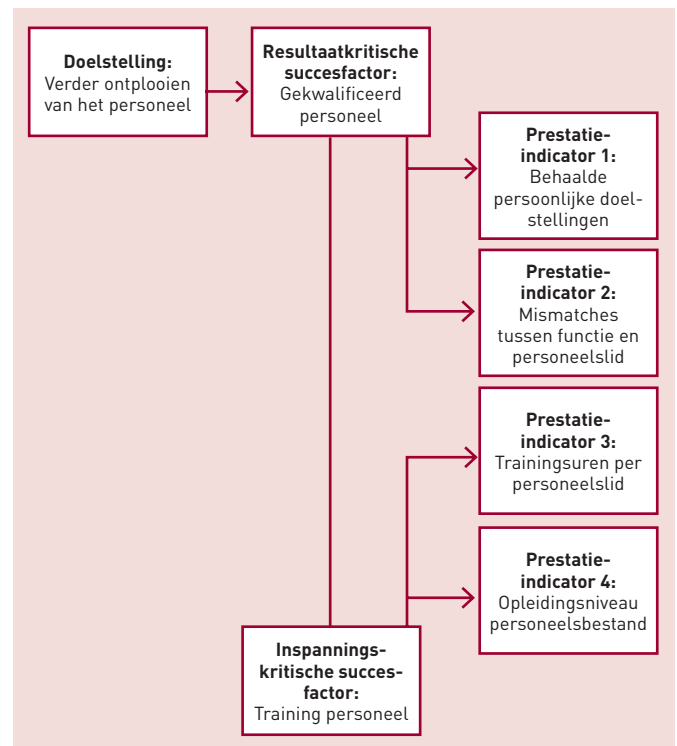 Doelstelling:
Verder ontplooien
van het personeel
Resultaatkritische
succesfactor:
Gekwalificeerd
personeel
Prestatie-
indicator 1:
Behaalde
persoonlijke doel-
stellingen
Prestatie-
indicator 2:
Mismatches
tussen functie en
personeelslid
Prestatie-
indicator 3:
Trainingsuren per
personeelslid
Prestatie-
indicator 4:
Opleidingsniveau
personeelsbestand
Inspannings-
kritische succes-
factor:
Training personeel